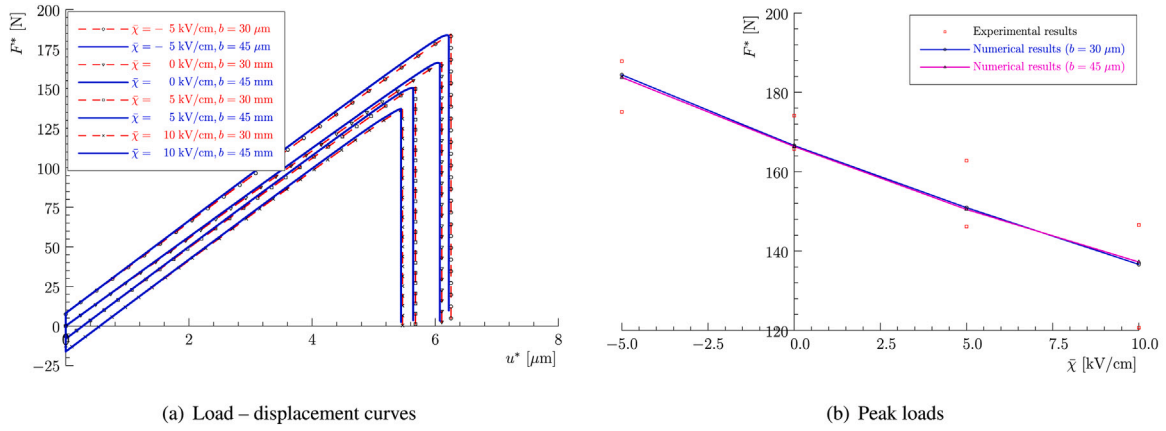 F* [N]
200
175
150
125
100
75
50
25
0
−25
χ̄ = − 5 kV/cm, b = 30 μm
χ̄ = − 5 kV/cm, b = 45 μm
χ̄ = 0 kV/cm, b = 30 mm
χ̄ = 0 kV/cm, b = 45 mm
χ̄ = 5 kV/cm, b = 30 mm
χ̄ = 5 kV/cm, b = 45 mm
χ̄ = 10 kV/cm, b = 30 mm
χ̄ = 10 kV/cm, b = 45 mm
0 2 4 6 8
u* [μm]
(a) Load – displacement curves
F* [N]
200
180
160
140
120
Experimental results
Numerical results (b = 30 μm)
Numerical results (b = 45 μm)
−5.0 −2.5 0.0 2.5 5.0 7.5 10.0
χ̄ [kV/cm]
(b) Peak loads